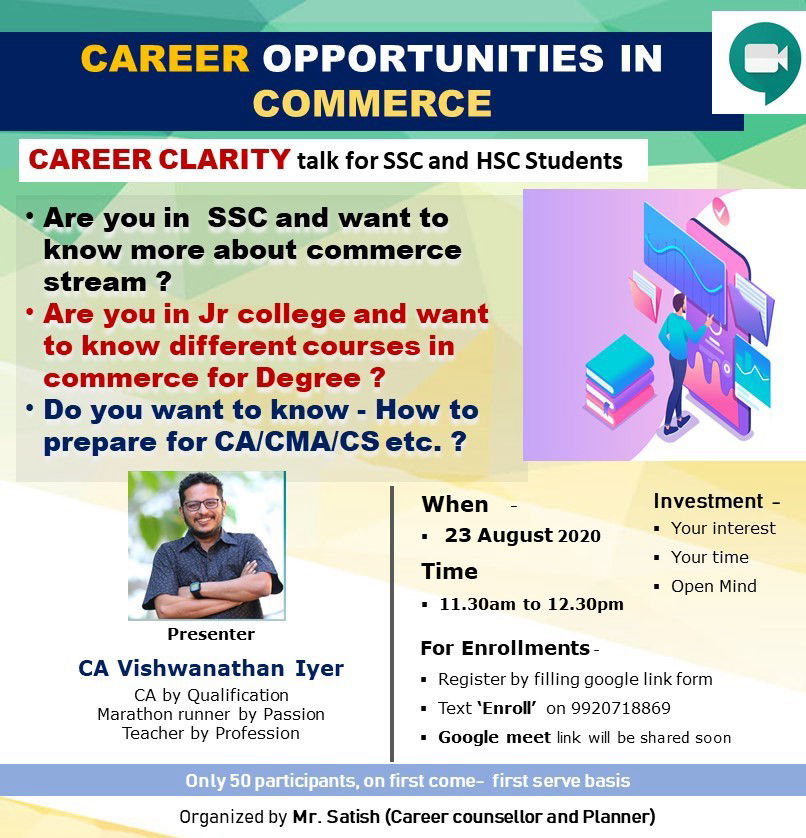 CAREER OPPORTUNITIES IN
COMMERCE
CAREER CLARITY talk for SSC and HSC Students
• Are you in SSC and want to
know more about commerce
stream ?
• Are you in Jr college and want
to know different courses in
commerce for Degree ?
• Do you want to know - How to
prepare for CA/CMA/CS etc. ?
Presenter
CA Vishwanathan Iyer
CA by Qualification
Marathon runner by Passion
Teacher by Profession
When -
▪ 23 August 2020
Time
▪ 11.30am to 12.30pm
Investment -
▪ Your interest
▪ Your time
▪ Open Mind
For Enrollments -
▪ Register by filling google link form
▪ Text ‘Enroll’ on 9920718869
▪ Google meet link will be shared soon
Only 50 participants, on first come- first serve basis
Organized by Mr. Satish (Career counsellor and Planner)